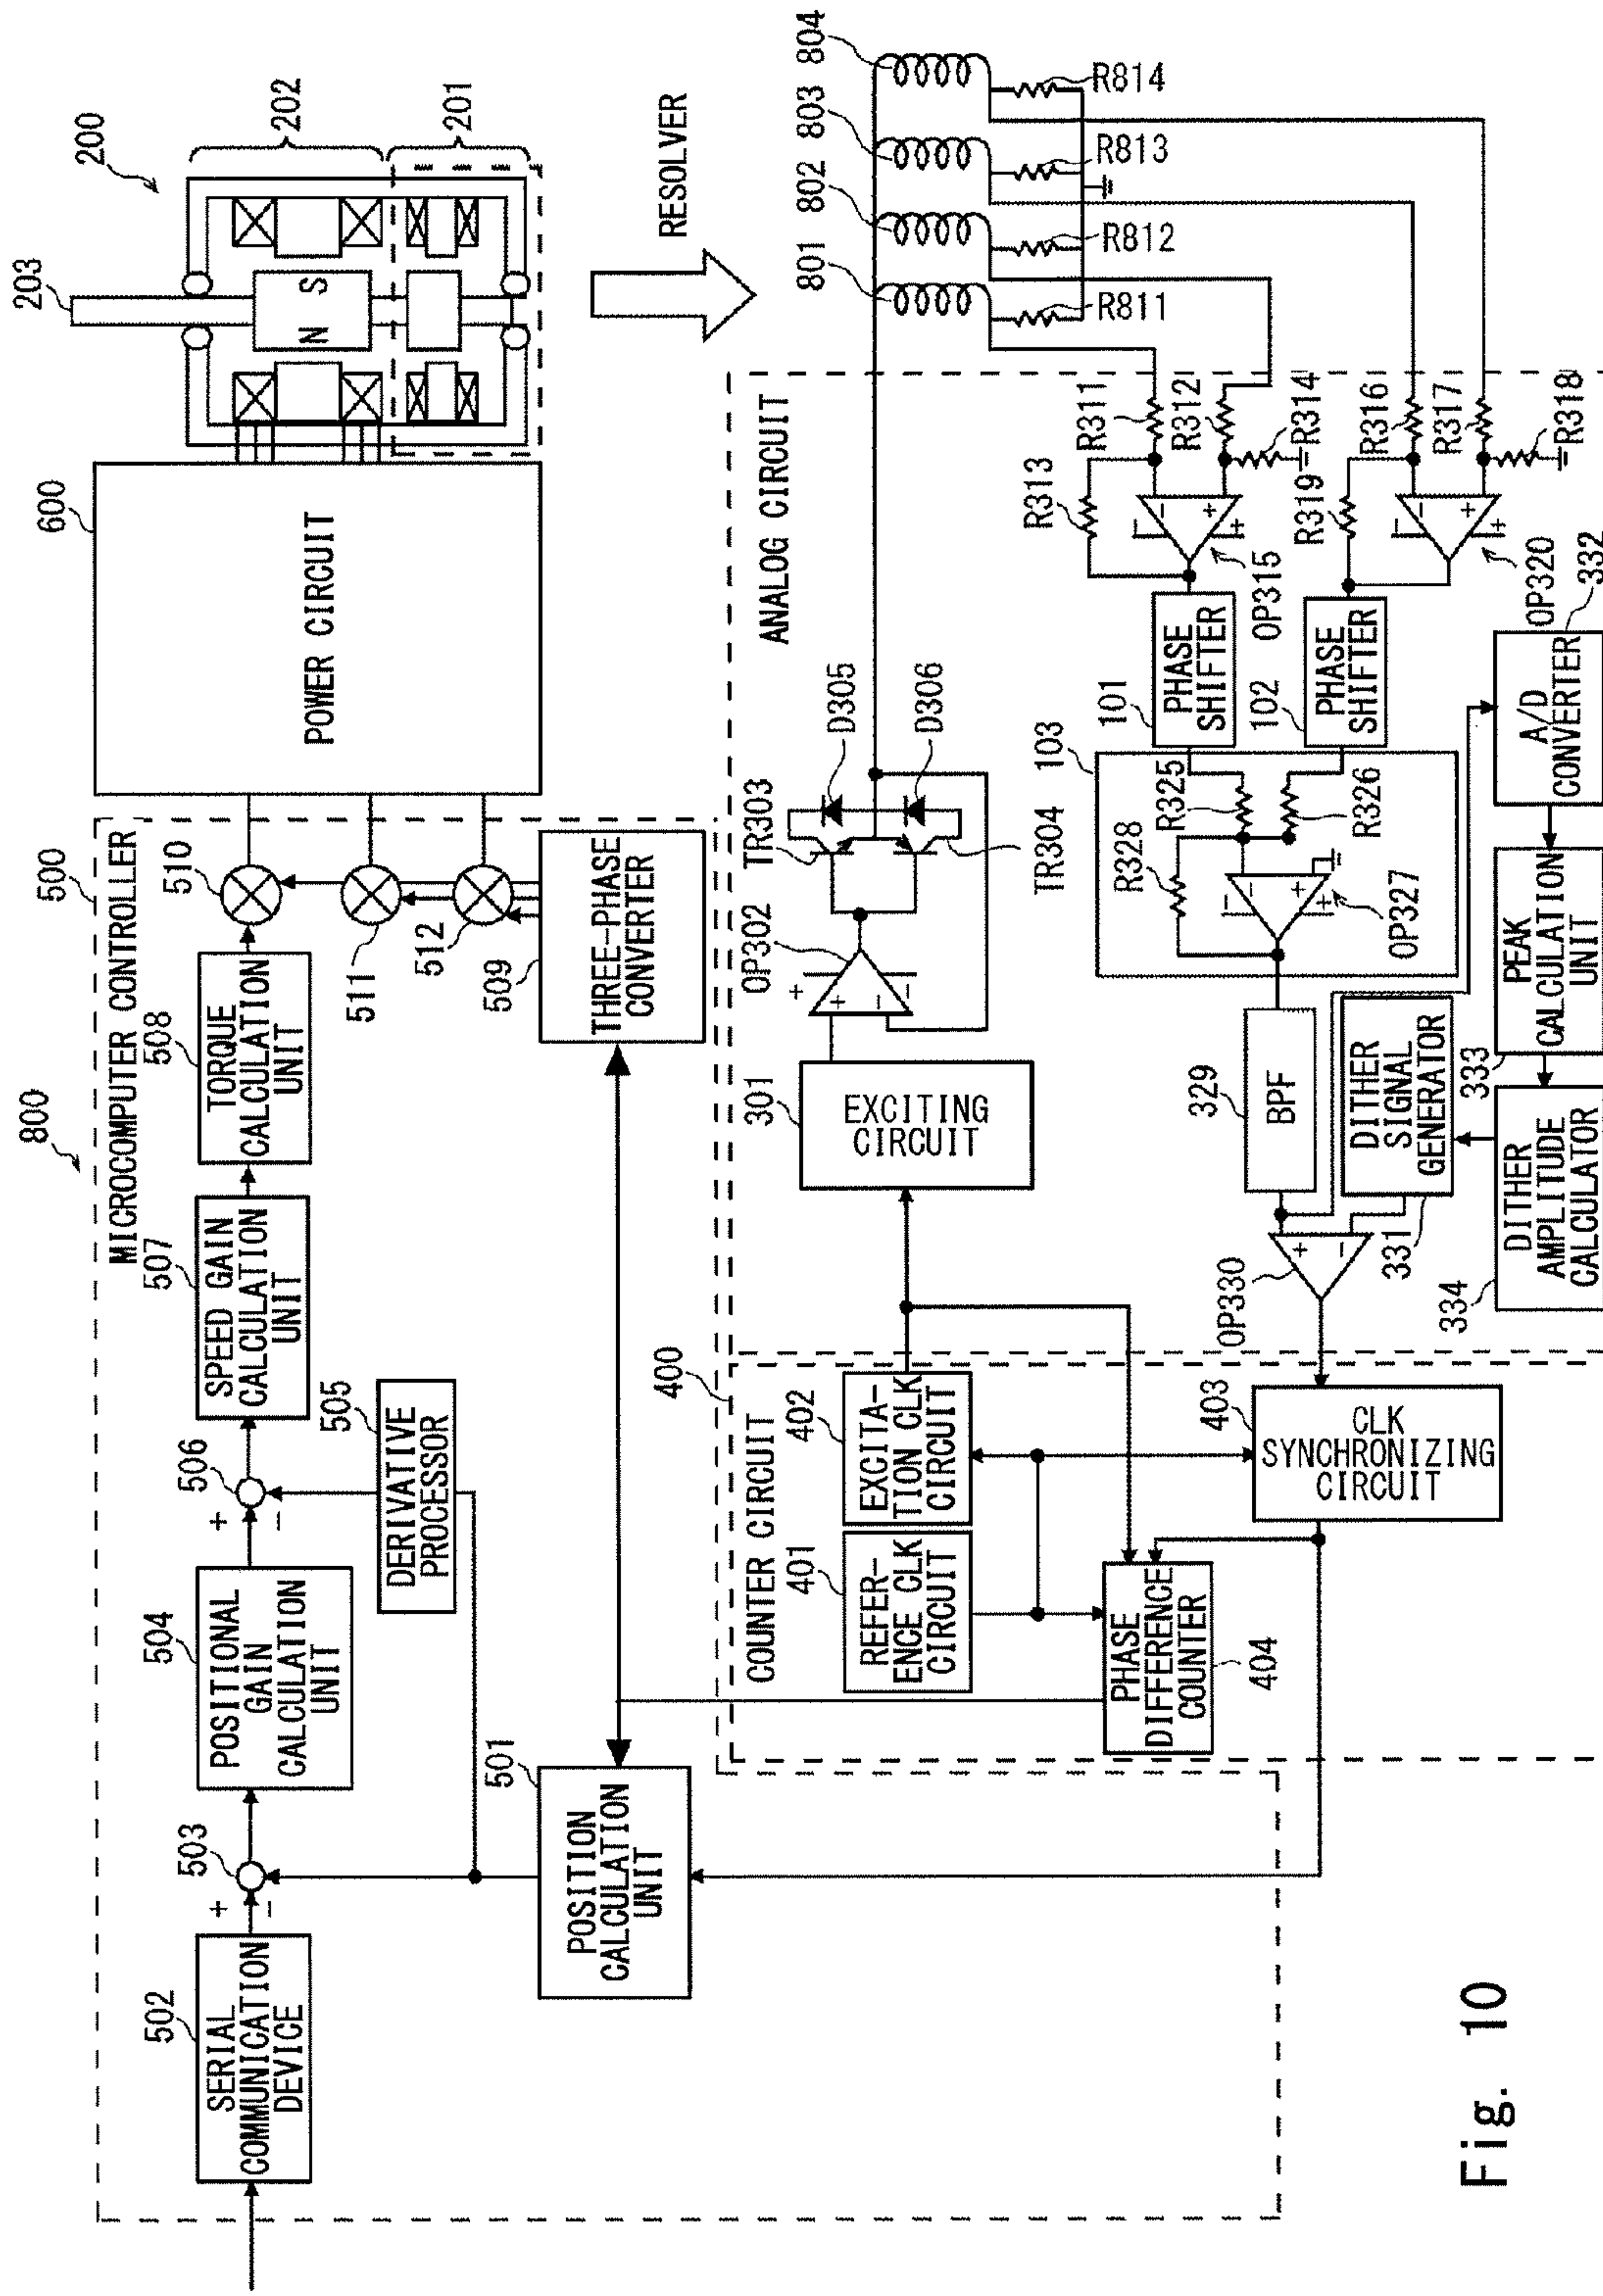 800
500
MICROCOMPUTER CONTROLLER
502
SERIAL
COMMUNICATION
DEVICE
+
−
503
504
POSITIONAL
GAIN
CALCULATION
UNIT
+
−
506
507
SPEED GAIN
CALCULATION
UNIT
508
TORQUE
CALCULATION
UNIT
510
511
512
505
DERIVATIVE
PROCESSOR
501
POSITION
CALCULATION
UNIT
509
THREE-PHASE
CONVERTER
600
POWER CIRCUIT
200
203
202
201
N
S
RESOLVER
400
COUNTER CIRCUIT
401
REFER-
ENCE CLK
CIRCUIT
402
EXCITA-
TION CLK
CIRCUIT
404
PHASE
DIFFERENCE
COUNTER
403
CLK
SYNCHRONIZING
CIRCUIT
ANALOG CIRCUIT
301
EXCITING
CIRCUIT
OP302
+
+
−
−
TR303
TR304
D305
D306
801
802
803
804
R811
R812
R813
R814
R311
R312
R313
R314
−
−
+
+
OP315
R316
R317
R318
R319
−
−
+
+
OP320
101
PHASE
SHIFTER
102
PHASE
SHIFTER
103
R325
R326
R328
−
−
+
+
OP327
329
BPF
OP330
+
−
331
DITHER
SIGNAL
GENERATOR
332
A/D
CONVERTER
333
PEAK
CALCULATION
UNIT
334
DITHER
AMPLITUDE
CALCULATOR
Fig. 10